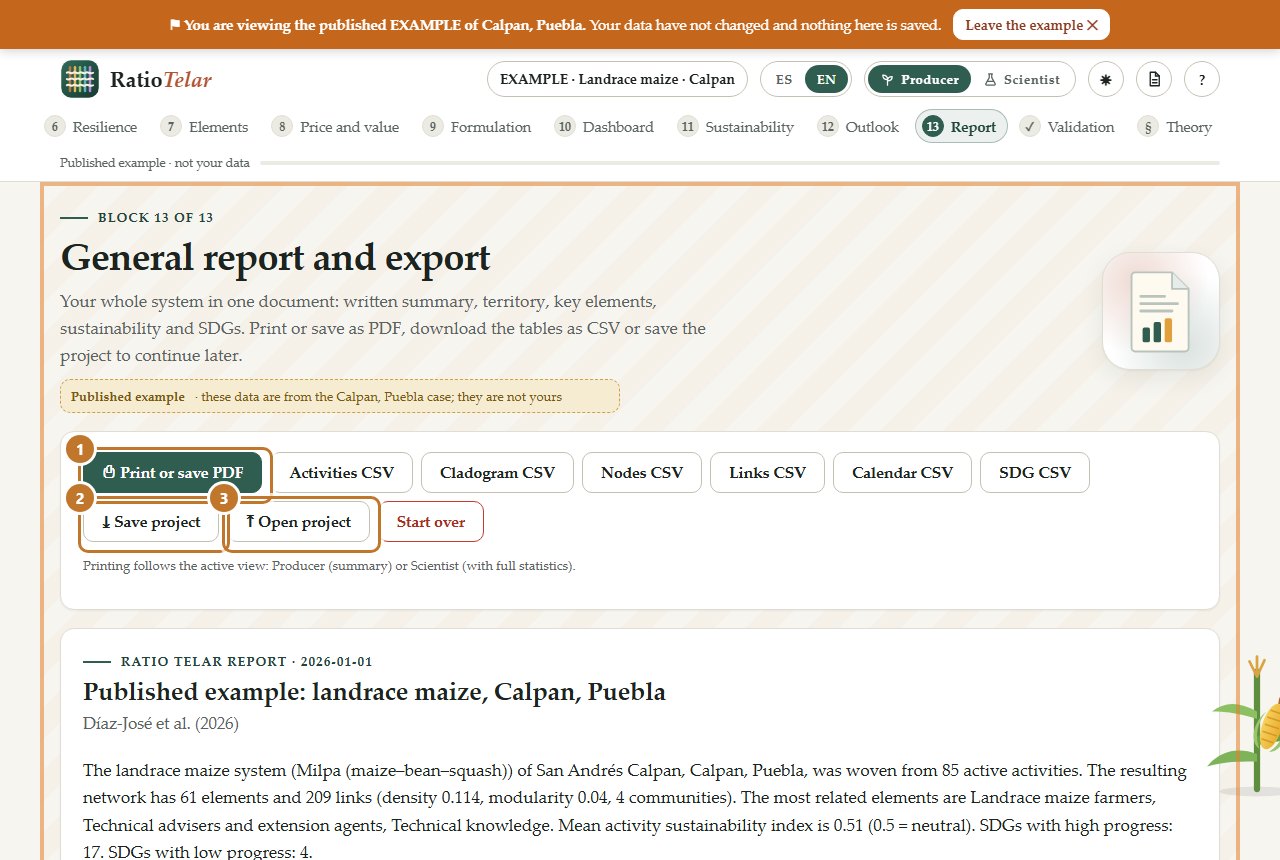 ⚑ You are viewing the published EXAMPLE of Calpan, Puebla. Your data have not changed and nothing here is saved. Leave the example ✕
RatioTelar
EXAMPLE · Landrace maize · Calpan
ES EN
Producer Scientist
?
6 Resilience 7 Elements 8 Price and value 9 Formulation 10 Dashboard 11 Sustainability 12 Outlook 13 Report ✓ Validation § Theory
Published example · not your data
BLOCK 13 OF 13
General report and export
Your whole system in one document: written summary, territory, key elements,
sustainability and SDGs. Print or save as PDF, download the tables as CSV or save the
project to continue later.
Published example · these data are from the Calpan, Puebla case; they are not yours
1
Print or save PDF Activities CSV Cladogram CSV Nodes CSV Links CSV Calendar CSV SDG CSV
2 3
Save project Open project Start over
Printing follows the active view: Producer (summary) or Scientist (with full statistics).
RATIO TELAR REPORT · 2026-01-01
Published example: landrace maize, Calpan, Puebla
Díaz-José et al. (2026)
The landrace maize system (Milpa (maize–bean–squash)) of San Andrés Calpan, Calpan, Puebla, was woven from 85 active activities. The resulting
network has 61 elements and 209 links (density 0.114, modularity 0.04, 4 communities). The most related elements are Landrace maize farmers,
Technical advisers and extension agents, Technical knowledge. Mean activity sustainability index is 0.51 (0.5 = neutral). SDGs with high progress:
17. SDGs with low progress: 4.